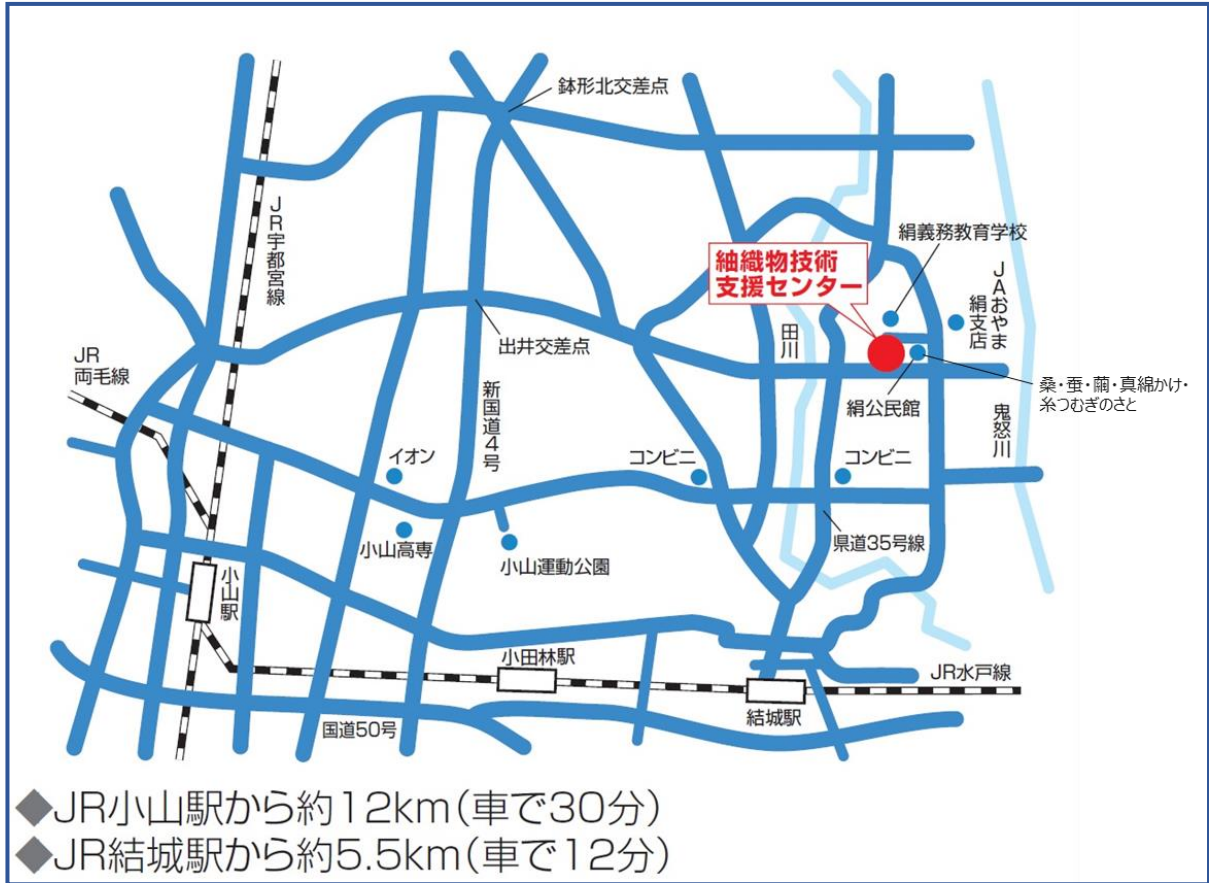 鉢形北交差点
JR宇都宮線
絹義務教育学校
紬織物技術
支援センター
JAおやま
絹支店
田川
出井交差点
JR
両毛線
新国道4号
桑・蚕・繭・真綿かけ・
糸つむぎのさと
絹公民館
鬼怒川
イオン
コンビニ
コンビニ
小山高専
小山運動公園
県道35号線
小山駅
小田林駅
JR水戸線
結城駅
国道50号
◆JR小山駅から約12km(車で30分)
◆JR結城駅から約5.5km(車で12分)